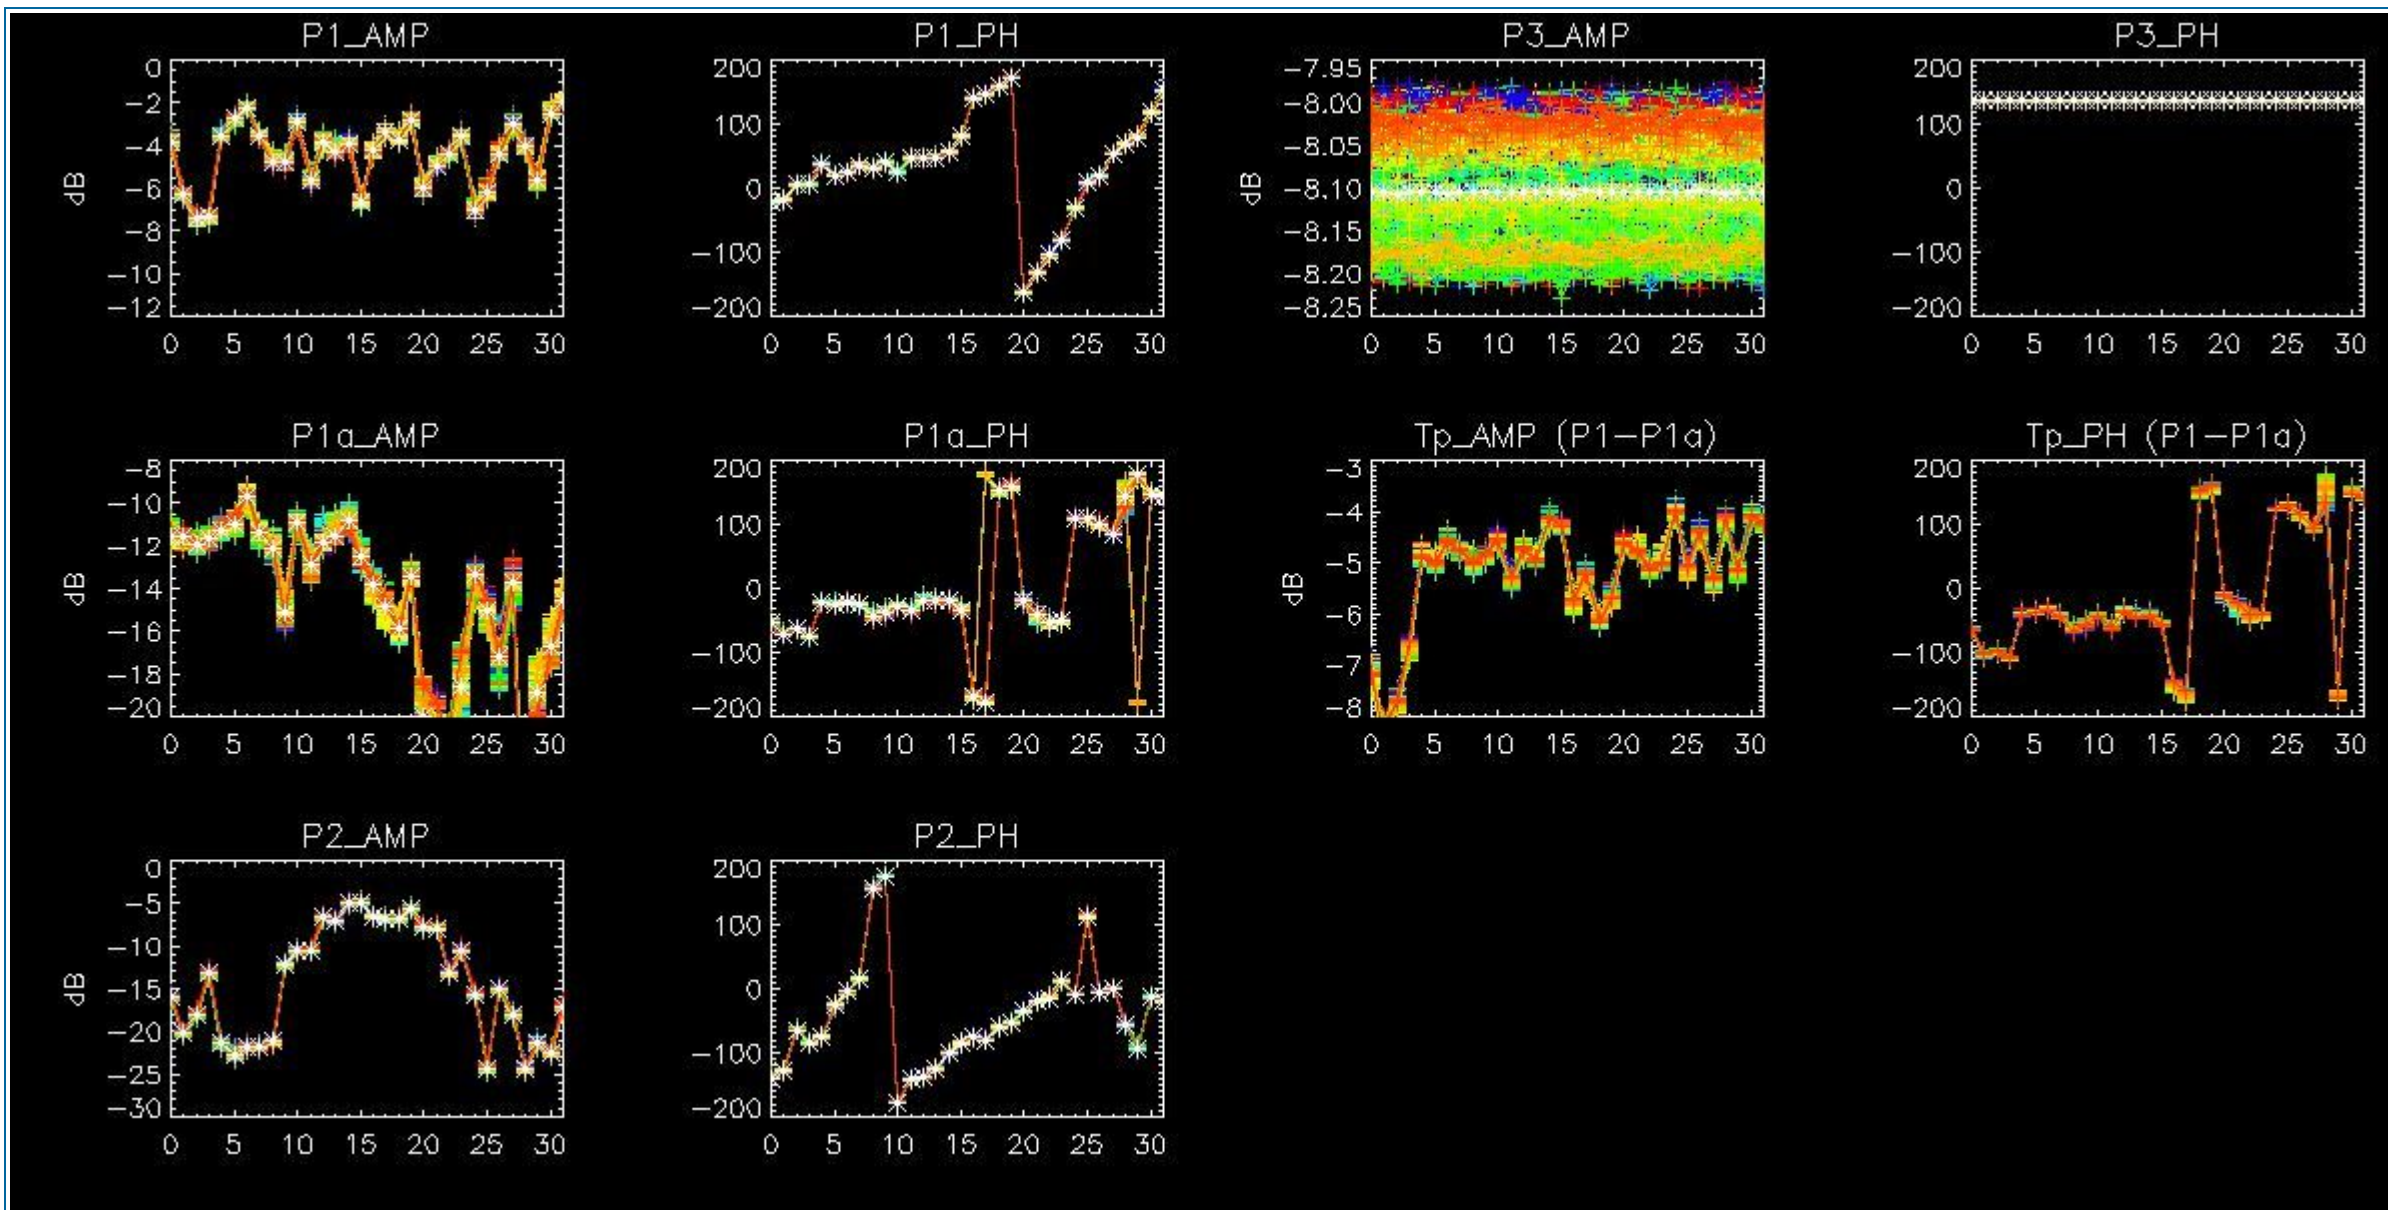 P1_AMP
0
−2
−4
−6
−8
−10
−12
dB
0 5 10 15 20 25 30
P1_PH
200
100
0
−100
−200
0 5 10 15 20 25 30
P3_AMP
−7.95
−8.00
−8.05
−8.10
−8.15
−8.20
−8.25
dB
0 5 10 15 20 25 30
P3_PH
200
100
0
−100
−200
0 5 10 15 20 25 30
P1a_AMP
−8
−10
−12
−14
−16
−18
−20
dB
0 5 10 15 20 25 30
P1a_PH
200
100
0
−100
−200
0 5 10 15 20 25 30
Tp_AMP (P1−P1a)
−3
−4
−5
−6
−7
−8
dB
0 5 10 15 20 25 30
Tp_PH (P1−P1a)
200
100
0
−100
−200
0 5 10 15 20 25 30
P2_AMP
0
−5
−10
−15
−20
−25
−30
dB
0 5 10 15 20 25 30
P2_PH
200
100
0
−100
−200
0 5 10 15 20 25 30